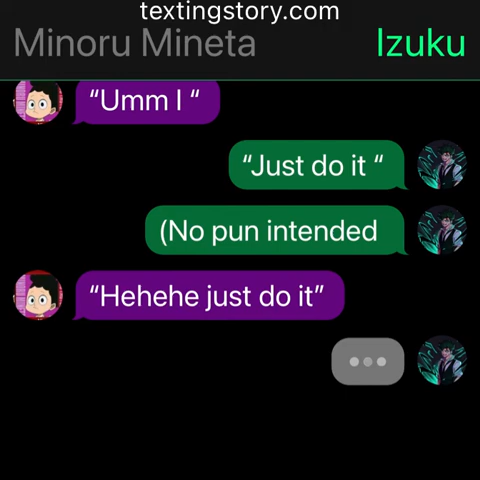 textingstory.com
Minoru Mineta
Izuku
“Umm I “
“Just do it “
(No pun intended
“Hehehe just do it”